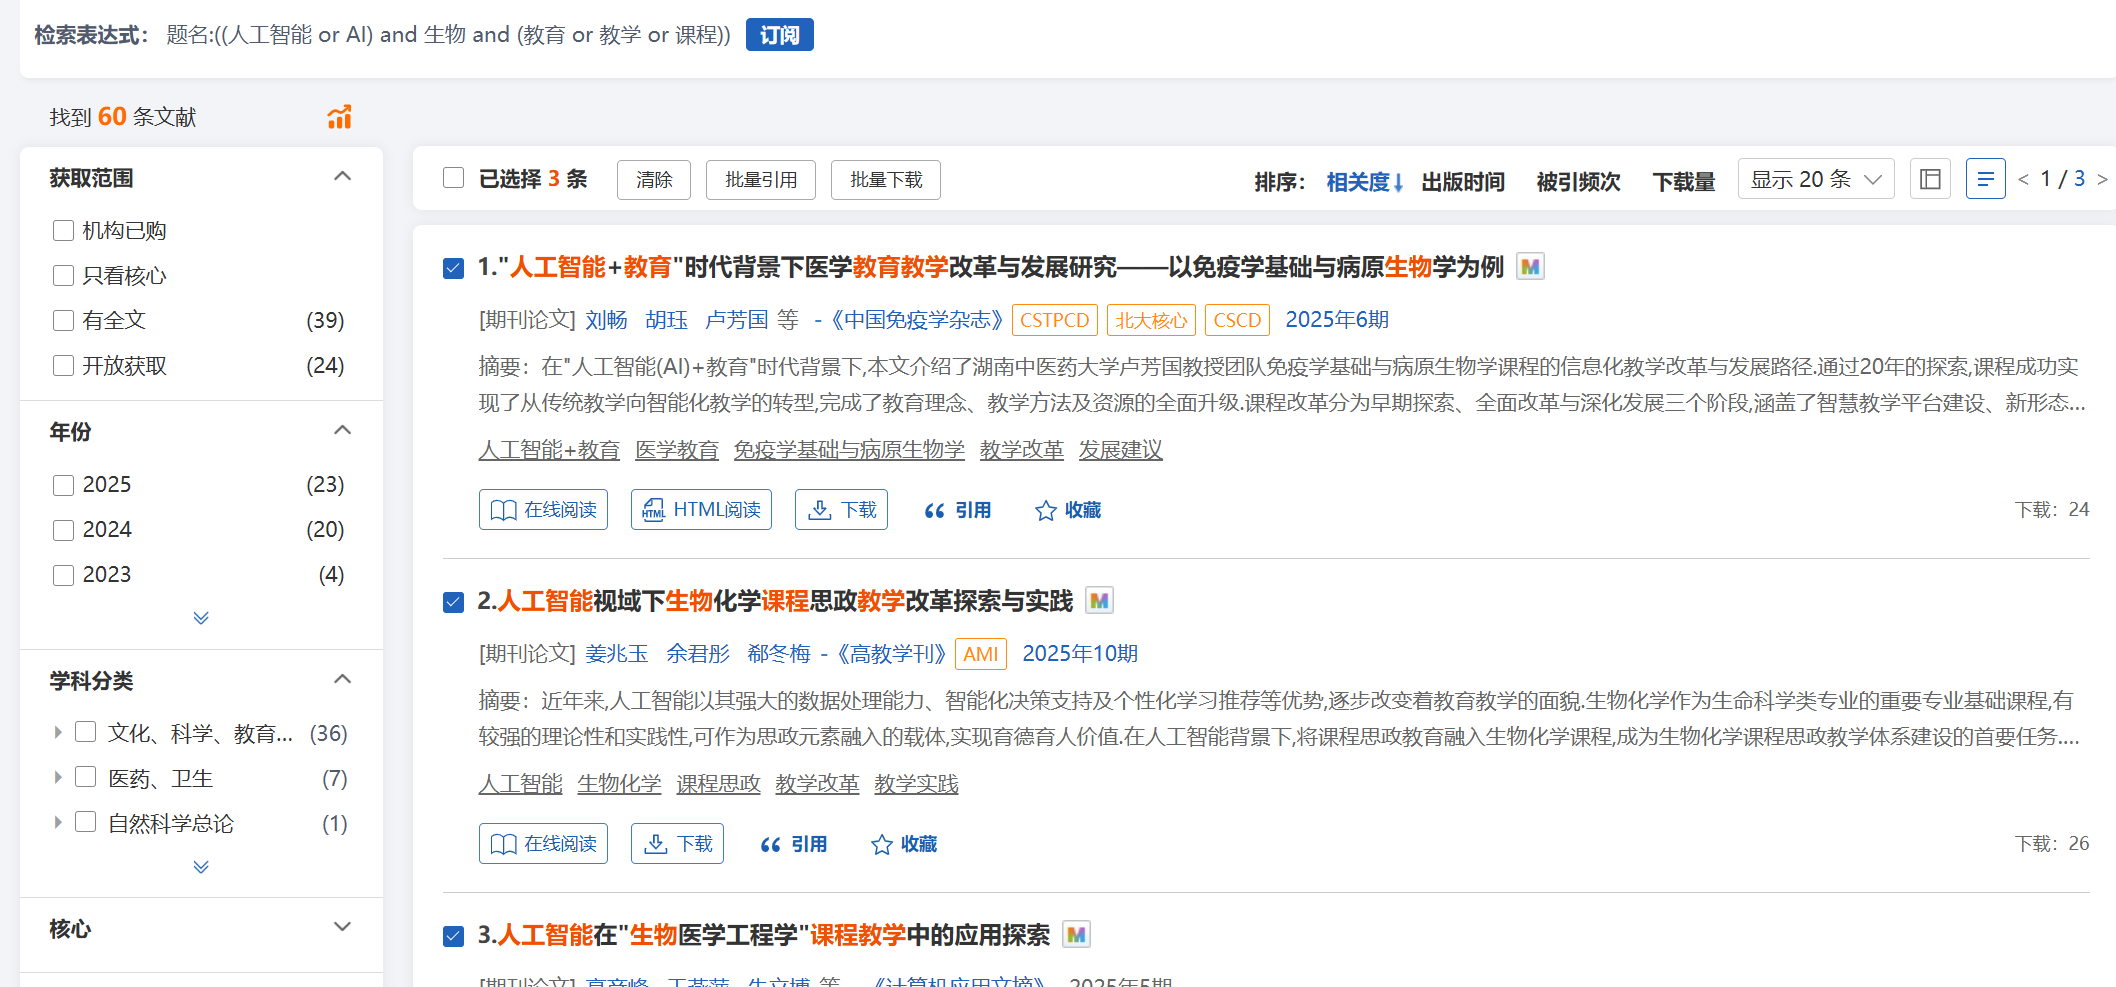 检索表达式： 题名:((人工智能 or AI) and 生物 and (教育 or 教学 or 课程)) 订阅
找到 60 条文献
获取范围
机构已购
只看核心
有全文 (39)
开放获取 (24)
年份
2025 (23)
2024 (20)
2023 (4)
学科分类
文化、科学、教育... (36)
医药、卫生 (7)
自然科学总论 (1)
核心
已选择 3 条 清除 批量引用 批量下载 排序： 相关度↓ 出版时间 被引频次 下载量 显示 20 条 < 1 / 3 >
1."人工智能+教育"时代背景下医学教育教学改革与发展研究——以免疫学基础与病原生物学为例 M
[期刊论文] 刘畅 胡珏 卢芳国 等 -《中国免疫学杂志》 CSTPCD 北大核心 CSCD 2025年6期
摘要：在"人工智能(AI)+教育"时代背景下,本文介绍了湖南中医药大学卢芳国教授团队免疫学基础与病原生物学课程的信息化教学改革与发展路径.通过20年的探索,课程成功实
现了从传统教学向智能化教学的转型,完成了教育理念、教学方法及资源的全面升级.课程改革分为早期探索、全面改革与深化发展三个阶段,涵盖了智慧教学平台建设、新形态...
人工智能+教育 医学教育 免疫学基础与病原生物学 教学改革 发展建议
在线阅读 HTML HTML阅读 下载 引用 收藏 下载：24
2.人工智能视域下生物化学课程思政教学改革探索与实践 M
[期刊论文] 姜兆玉 余君彤 郗冬梅 -《高教学刊》 AMI 2025年10期
摘要：近年来,人工智能以其强大的数据处理能力、智能化决策支持及个性化学习推荐等优势,逐步改变着教育教学的面貌.生物化学作为生命科学类专业的重要专业基础课程,有
较强的理论性和实践性,可作为思政元素融入的载体,实现育德育人价值.在人工智能背景下,将课程思政教育融入生物化学课程,成为生物化学课程思政教学体系建设的首要任务....
人工智能 生物化学 课程思政 教学改革 教学实践
在线阅读 下载 引用 收藏 下载：26
3.人工智能在"生物医学工程学"课程教学中的应用探索 M
[期刊论文] 王燕萍 朱立博 等 《计算机应用文摘》 2025年5期